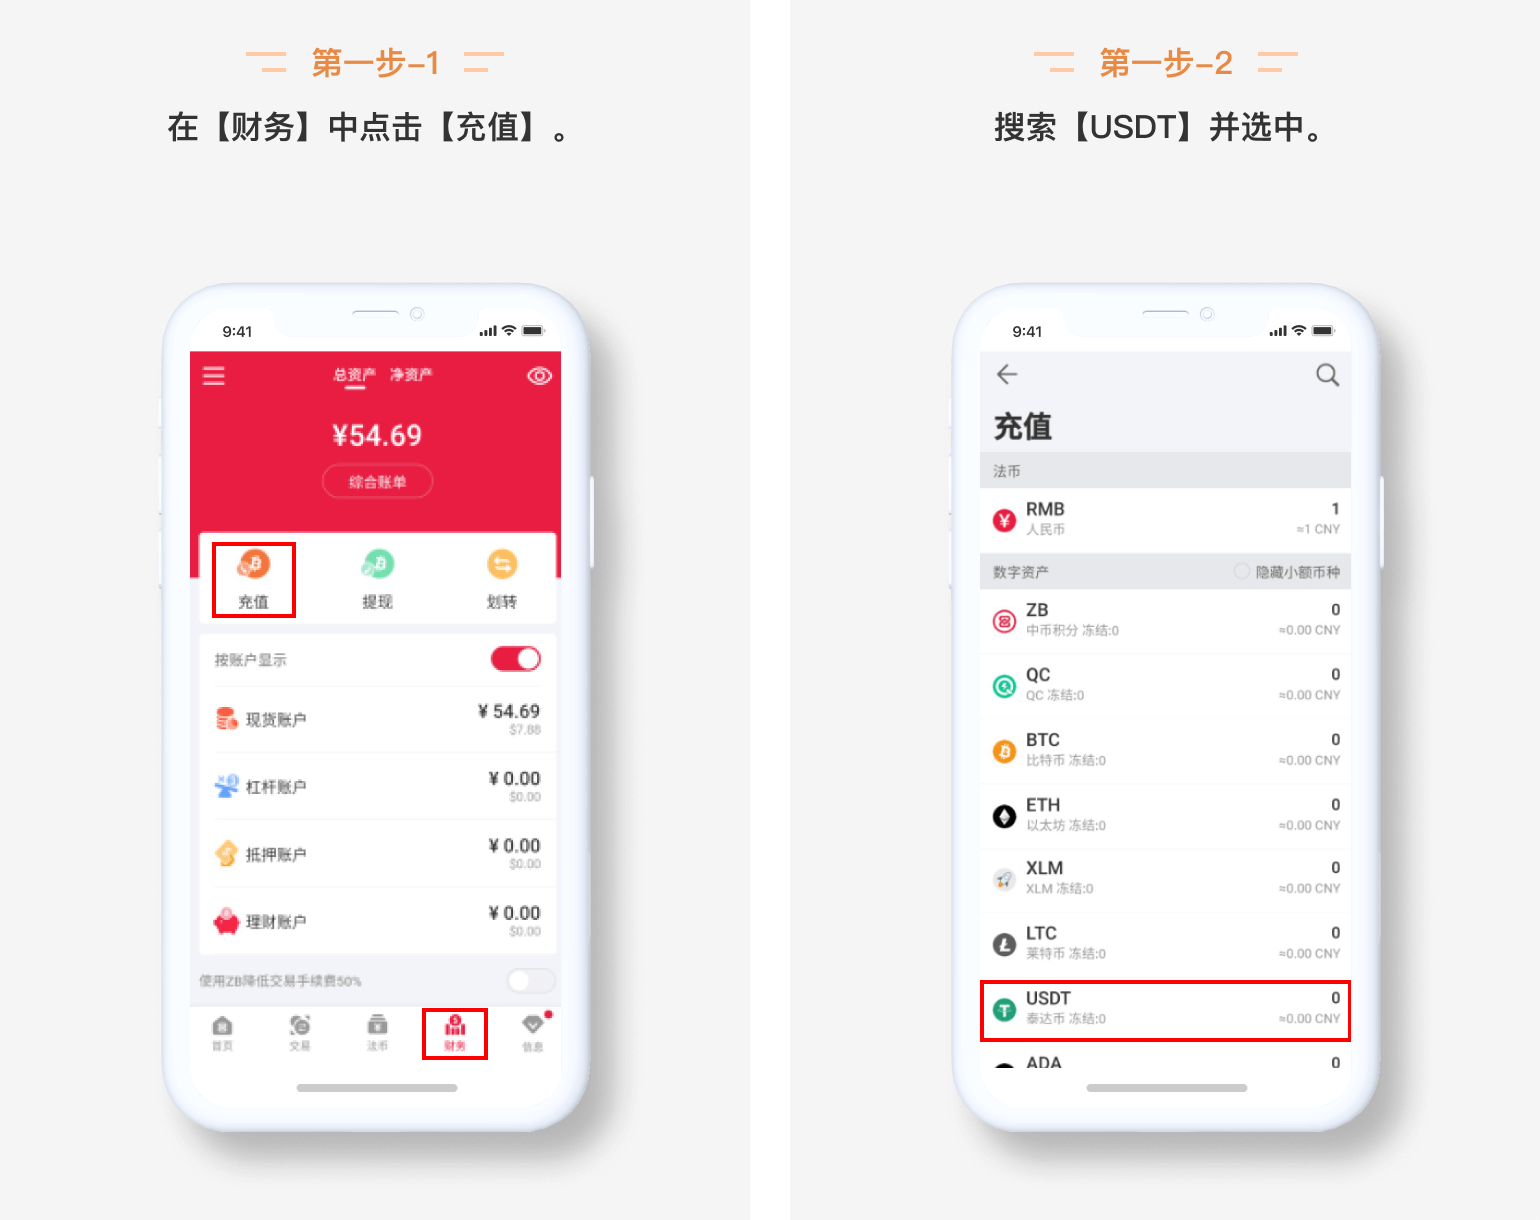 第一步-1
在【财务】中点击【充值】。
9:41
总资产 净资产
¥54.69
综合账单
充值 提现 划转
按账户显示
现货账户 ¥ 54.69
$7.88
杠杆账户 ¥ 0.00
$0.00
抵押账户 ¥ 0.00
$0.00
理财账户 ¥ 0.00
$0.00
使用ZB降低交易手续费50%
首页 交易 法币 财务 信息
第一步-2
搜索【USDT】并选中。
9:41
充值
法币
RMB 1
人民币 ≈1 CNY
数字资产 隐藏小额币种
ZB 0
中币积分 冻结:0 ≈0.00 CNY
QC 0
QC 冻结:0 ≈0.00 CNY
BTC 0
比特币 冻结:0 ≈0.00 CNY
ETH 0
以太坊 冻结:0 ≈0.00 CNY
XLM 0
XLM 冻结:0 ≈0.00 CNY
LTC 0
莱特币 冻结:0 ≈0.00 CNY
USDT 0
泰达币 冻结:0 ≈0.00 CNY
ADA 0